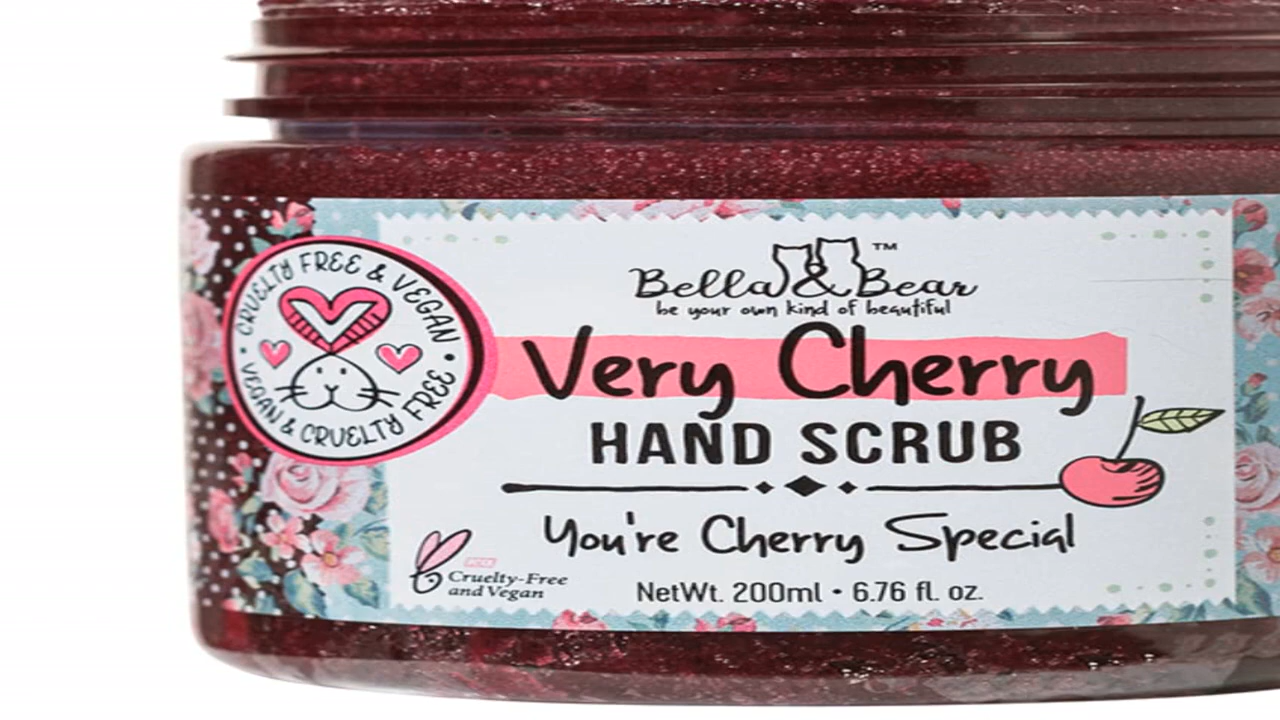 CRUELTY FREE & VEGAN
VEGAN & CRUELTY FREE
Bella & Bear™
be your own kind of beautiful
Very Cherry
HAND SCRUB
You're Cherry Special
Cruelty-Free
and Vegan
NetWt. 200ml • 6.76 fl. oz.